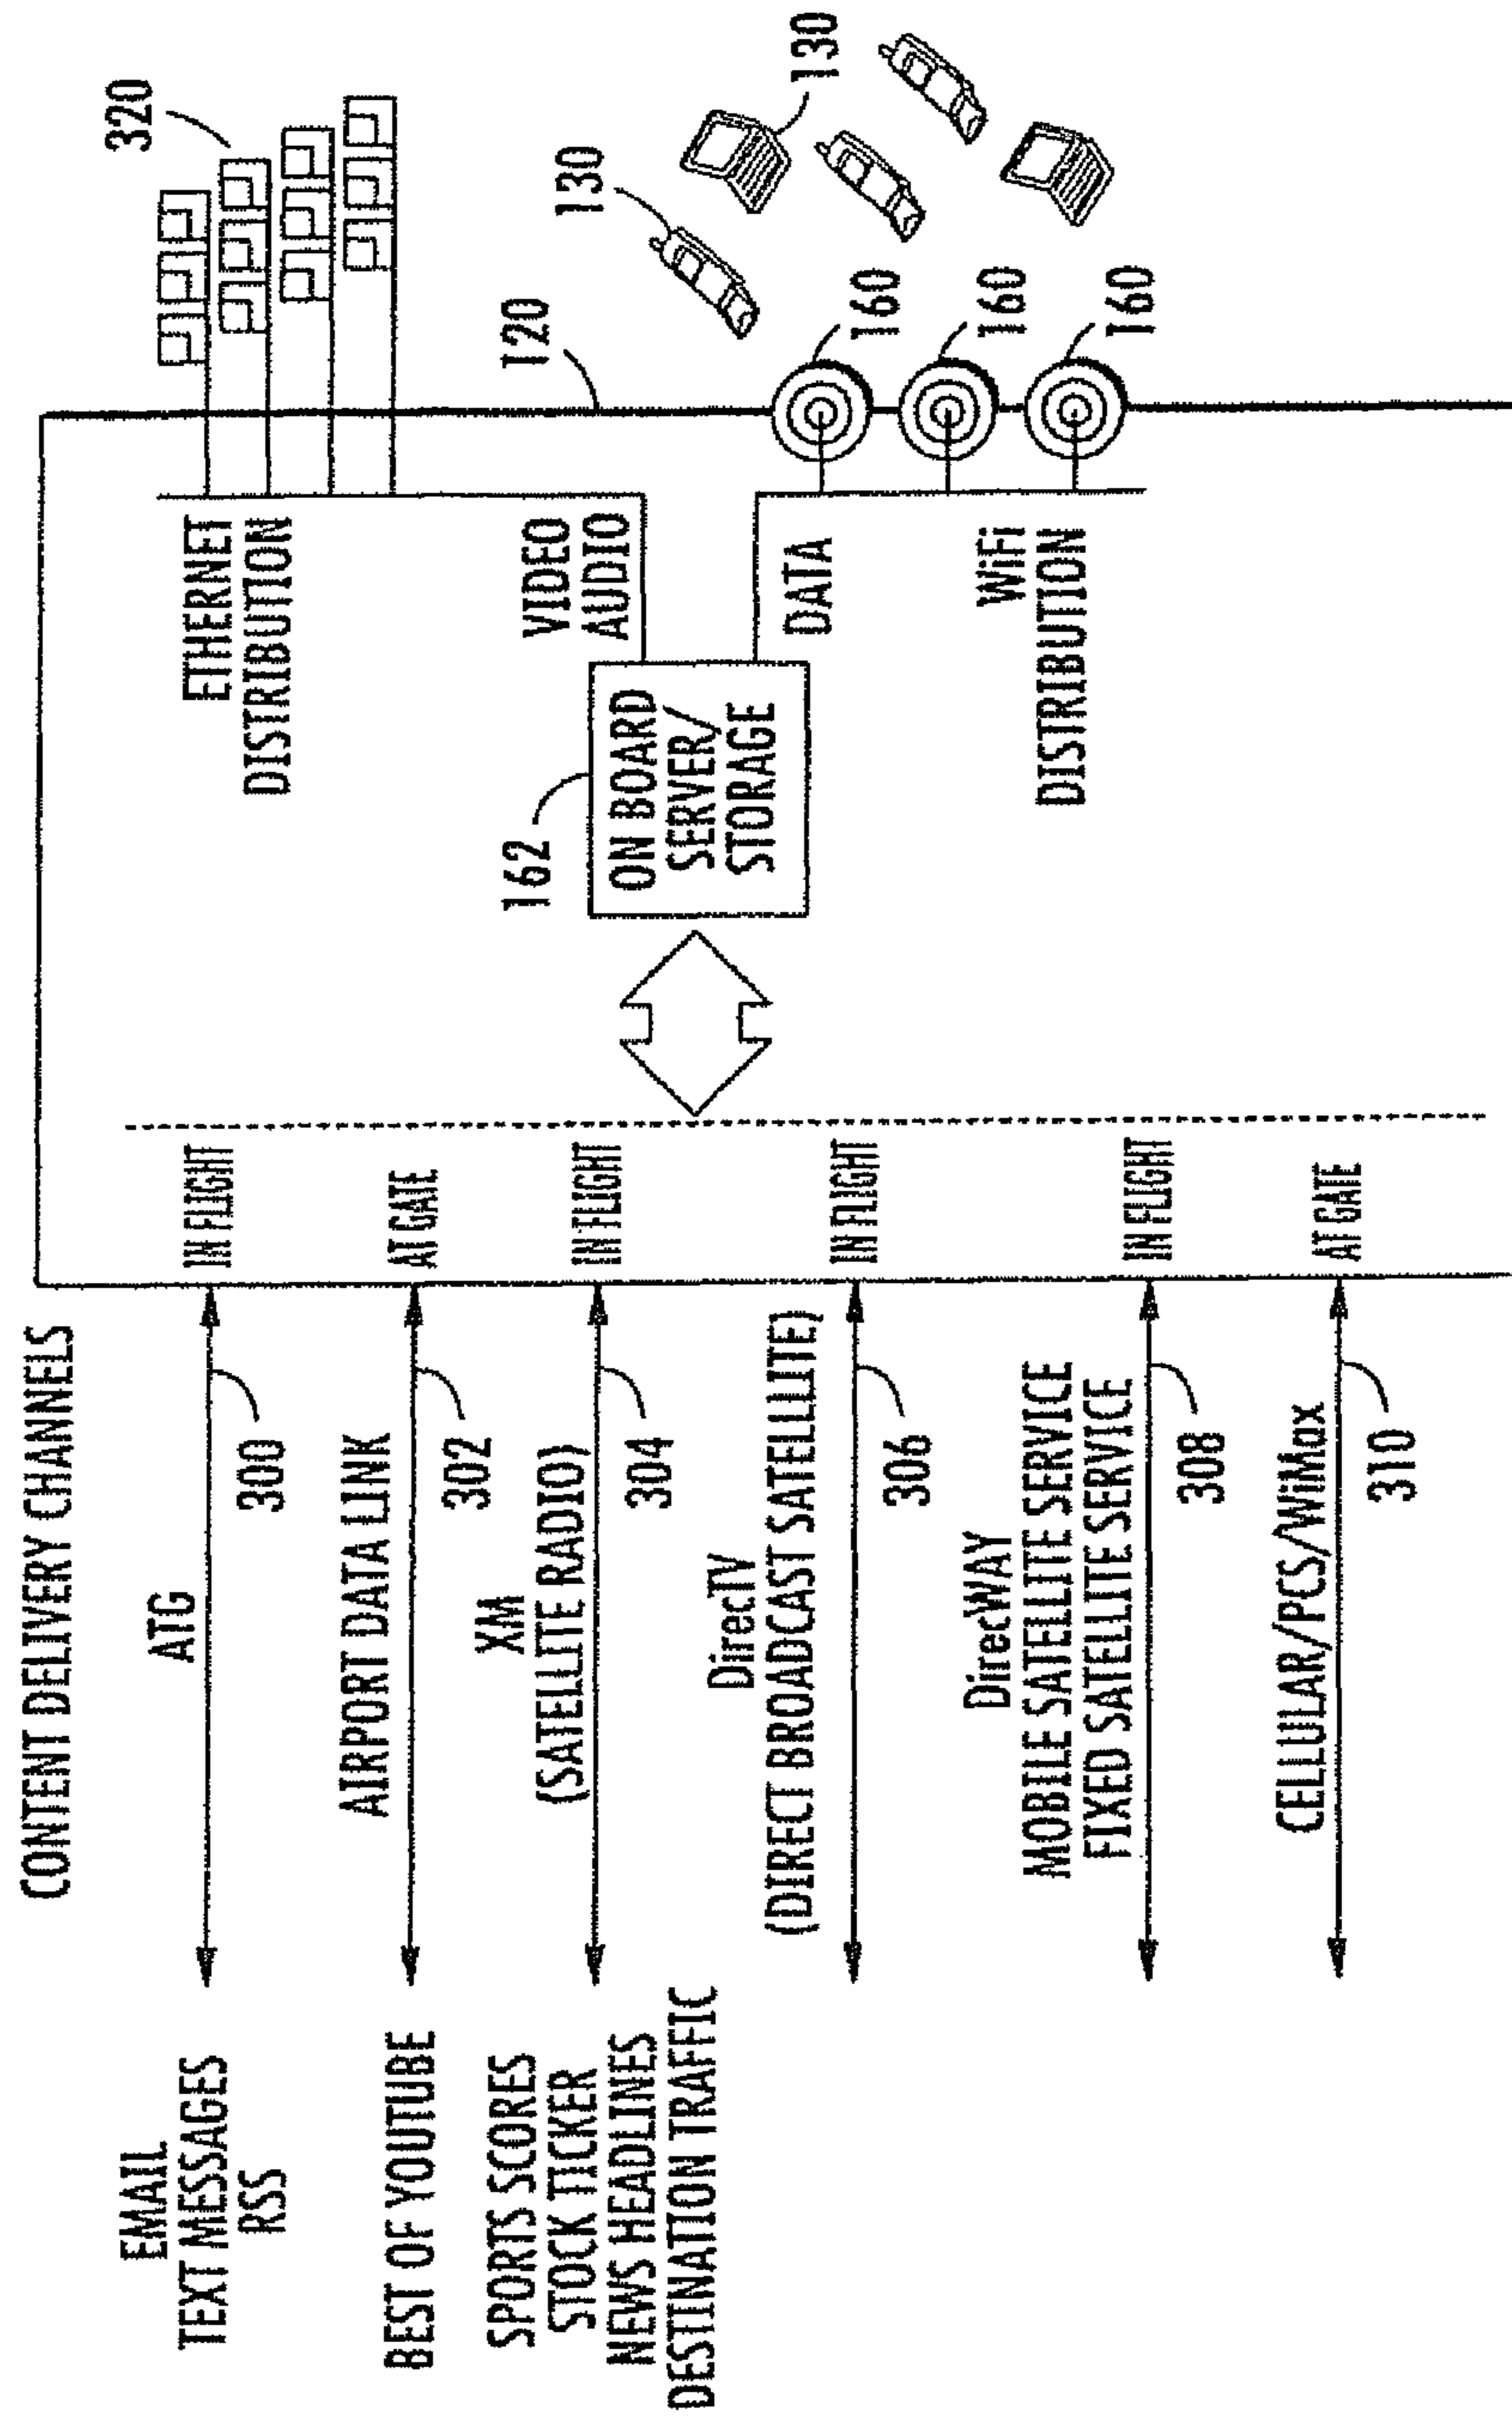 CONTENT DELIVERY CHANNELS
EMAIL
TEXT MESSAGES
RSS
ATG
300
IN FLIGHT
BEST OF YOUTUBE
AIRPORT DATA LINK
302
AT GATE
SPORTS SCORES
STOCK TICKER
NEWS HEADLINES
DESTINATION TRAFFIC
XM
(SATELLITE RADIO)
304
IN FLIGHT
DirecTV
(DIRECT BROADCAST SATELLLITE)
306
IN FLIGHT
DirecWAY
MOBILE SATELLITE SERVICE
FIXED SATELLITE SERVICE
308
IN FLIGHT
CELLULAR/PCS/WiMax
310
AT GATE
162
ON BOARD
SERVER/
STORAGE
ETHERNET
DISTRIBUTION
VIDEO
AUDIO
DATA
WiFi
DISTRIBUTION
320
120
130
130
160
160
160